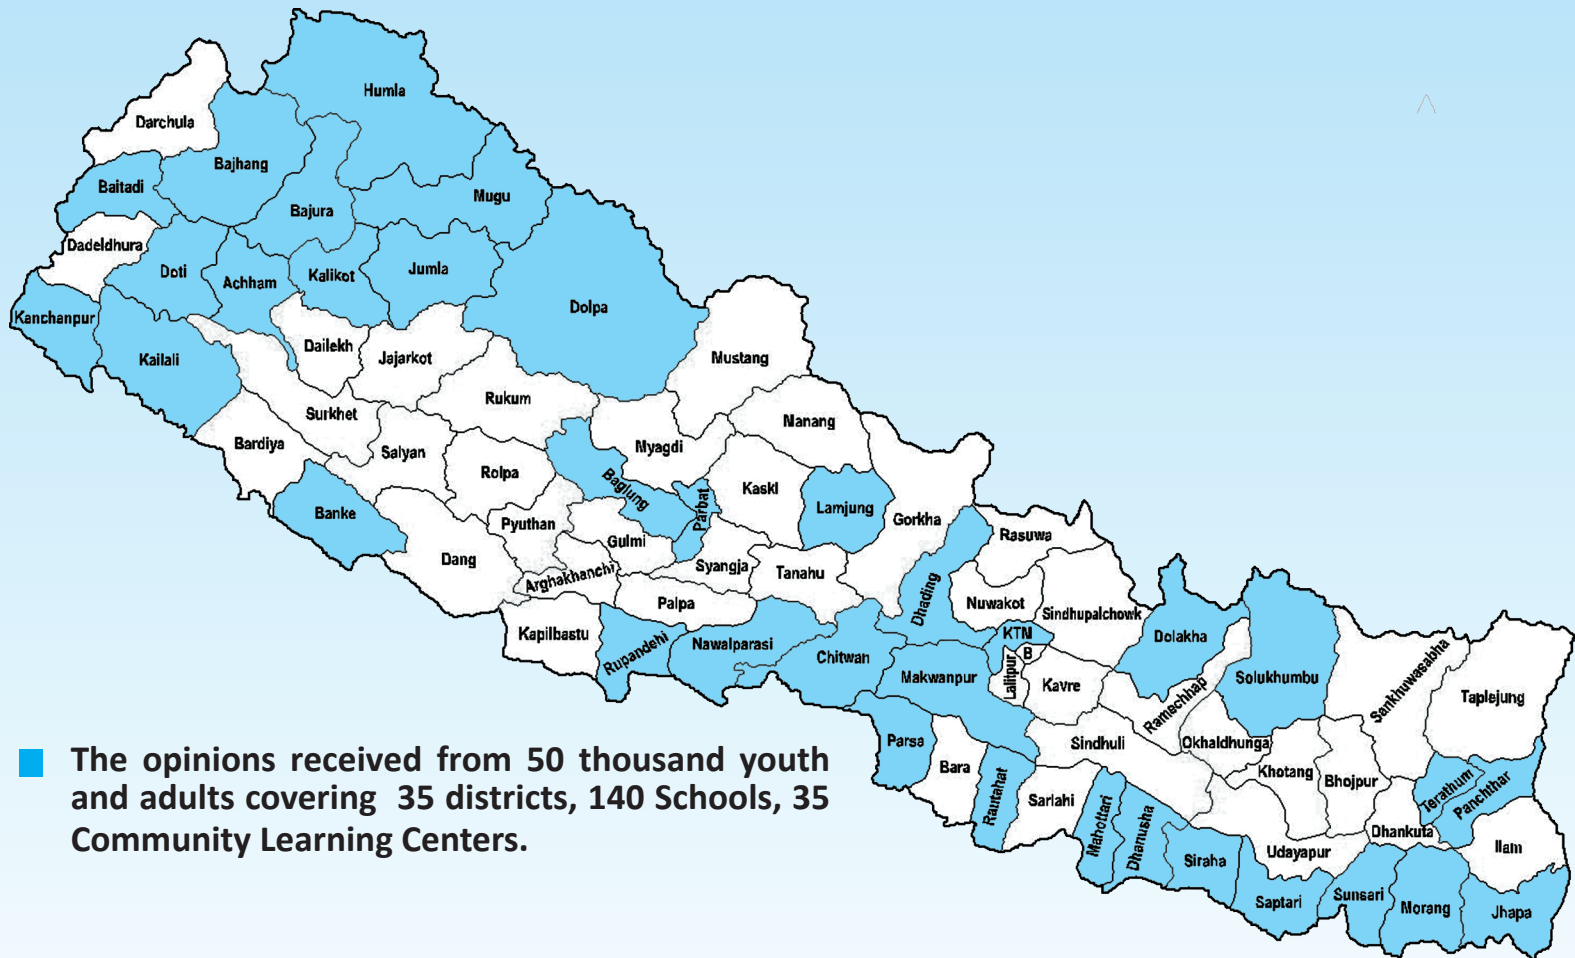 Humla
Darchula
Bajhang
Baitadi
Mugu
Bajura
Dadeldhura
Doti
Achham
Kalikot
Jumla
Dolpa
Kanchanpur
Kailali
Dailekh
Jajarkot
Mustang
Rukum
Surkhet
Bardiya
Salyan
Rolpa
Myagdi
Manang
Baglung
Parbat
Kaski
Lamjung
Gorkha
Banke
Pyuthan
Gulmi
Dang
Arghakhanchi
Syangja
Tanahu
Rasuwa
Palpa
Dhading
Nuwakot
Sindhupalchowk
Kapilbastu
Rupandehi
Nawalparasi
Chitwan
KTM
B
Lalitpur
Kavre
Dolakha
Makwanpur
Ramechhap
Solukhumbu
Sankhuwasabha
Taplejung
Parsa
Bara
Sindhuli
Okhaldhunga
Khotang
Bhojpur
Terathum
Panchthar
Rautahat
Sarlahi
Mahottari
Dhanusha
Siraha
Udayapur
Dhankuta
Ilam
Saptari
Sunsari
Morang
Jhapa
The opinions received from 50 thousand youth
and adults covering 35 districts, 140 Schools, 35
Community Learning Centers.